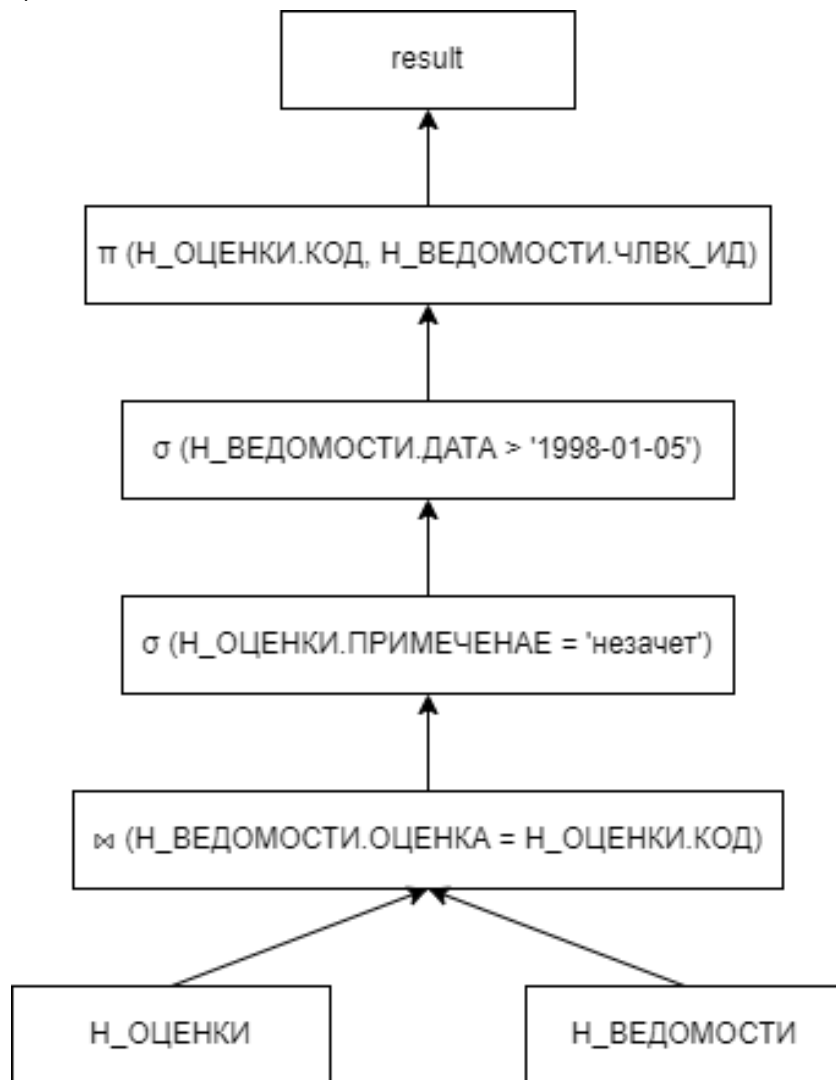 result
π (Н_ОЦЕНКИ.КОД, Н_ВЕДОМОСТИ.ЧЛВК_ИД)
σ (Н_ВЕДОМОСТИ.ДАТА > '1998-01-05')
σ (Н_ОЦЕНКИ.ПРИМЕЧЕНАЕ = 'незачет')
⋈ (Н_ВЕДОМОСТИ.ОЦЕНКА = Н_ОЦЕНКИ.КОД)
Н_ОЦЕНКИ
Н_ВЕДОМОСТИ